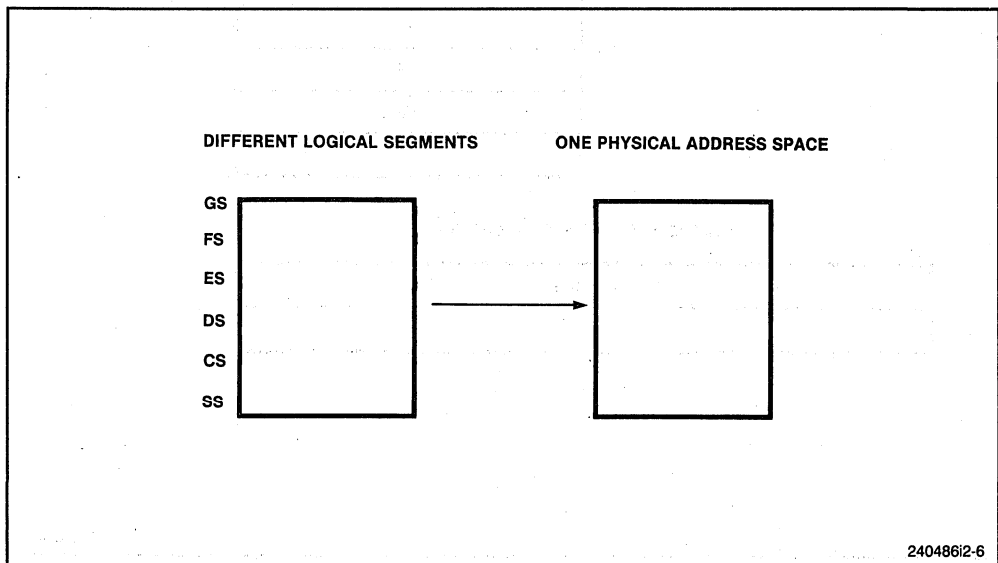 DIFFERENT LOGICAL SEGMENTS
ONE PHYSICAL ADDRESS SPACE
GS
FS
ES
DS
CS
SS
240486i2-6